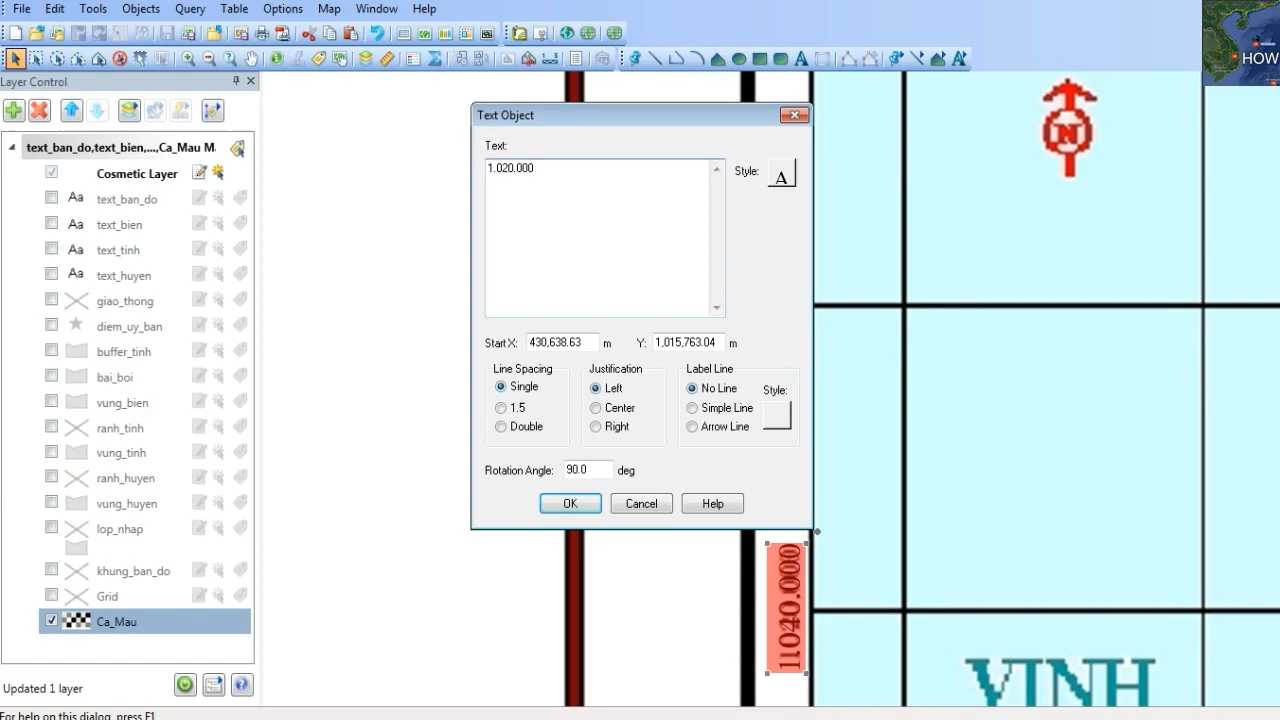 File Edit Tools Objects Query Table Options Map Window Help
HOW
Layer Control
text_ban_do,text_bien,...,Ca_Mau M
Cosmetic Layer
Aa text_ban_do
Aa text_bien
Aa text_tinh
Aa text_huyen
giao_thong
diem_uy_ban
buffer_tinh
bai_boi
vung_bien
ranh_tinh
vung_tinh
ranh_huyen
vung_huyen
lop_nhap
khung_ban_do
Grid
Ca_Mau
Updated 1 layer
For help on this dialog, press F1
Text Object
Text:
1.020.000
Style:
A
Start X: 430,638.63 m Y: 1,015,763.04 m
Line Spacing
Single
1.5
Double
Justification
Left
Center
Right
Label Line
No Line
Simple Line
Arrow Line
Style:
Rotation Angle: 90.0 deg
OK Cancel Help
N
VINH